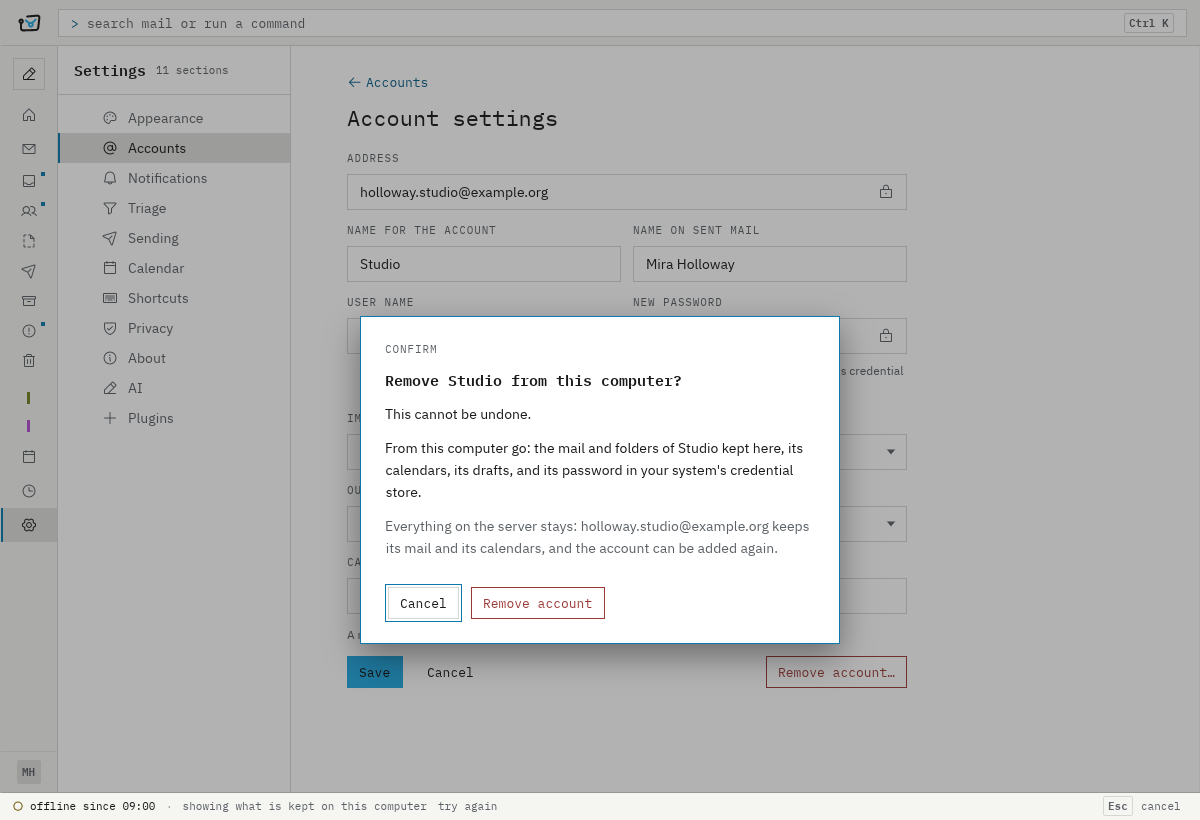 > search mail or run a command
Ctrl K
Settings 11 sections
Appearance
Accounts
Notifications
Triage
Sending
Calendar
Shortcuts
Privacy
About
AI
Plugins
MH
← Accounts
Account settings
ADDRESS
holloway.studio@example.org
NAME FOR THE ACCOUNT
NAME ON SENT MAIL
Studio
Mira Holloway
USER NAME
NEW PASSWORD
s credential
CONFIRM
Remove Studio from this computer?
This cannot be undone.
From this computer go: the mail and folders of Studio kept here, its
calendars, its drafts, and its password in your system's credential
store.
Everything on the server stays: holloway.studio@example.org keeps
its mail and its calendars, and the account can be added again.
Cancel
Remove account
Save
Cancel
Remove account…
offline since 09:00 · showing what is kept on this computer try again
Esc cancel